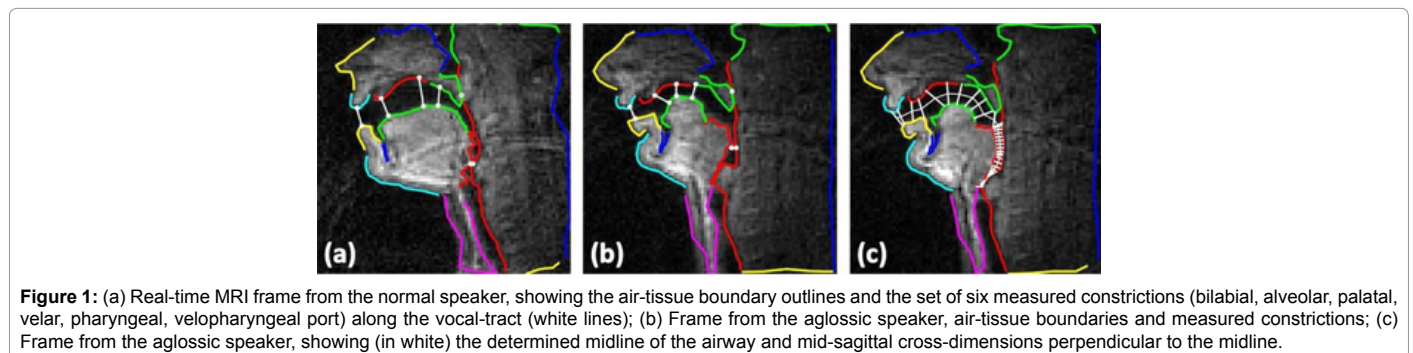 (a)
(b)
(c)
Figure 1: (a) Real-time MRI frame from the normal speaker, showing the air-tissue boundary outlines and the set of six measured constrictions (bilabial, alveolar, palatal,
velar, pharyngeal, velopharyngeal port) along the vocal-tract (white lines); (b) Frame from the aglossic speaker, air-tissue boundaries and measured constrictions; (c)
Frame from the aglossic speaker, showing (in white) the determined midline of the airway and mid-sagittal cross-dimensions perpendicular to the midline.